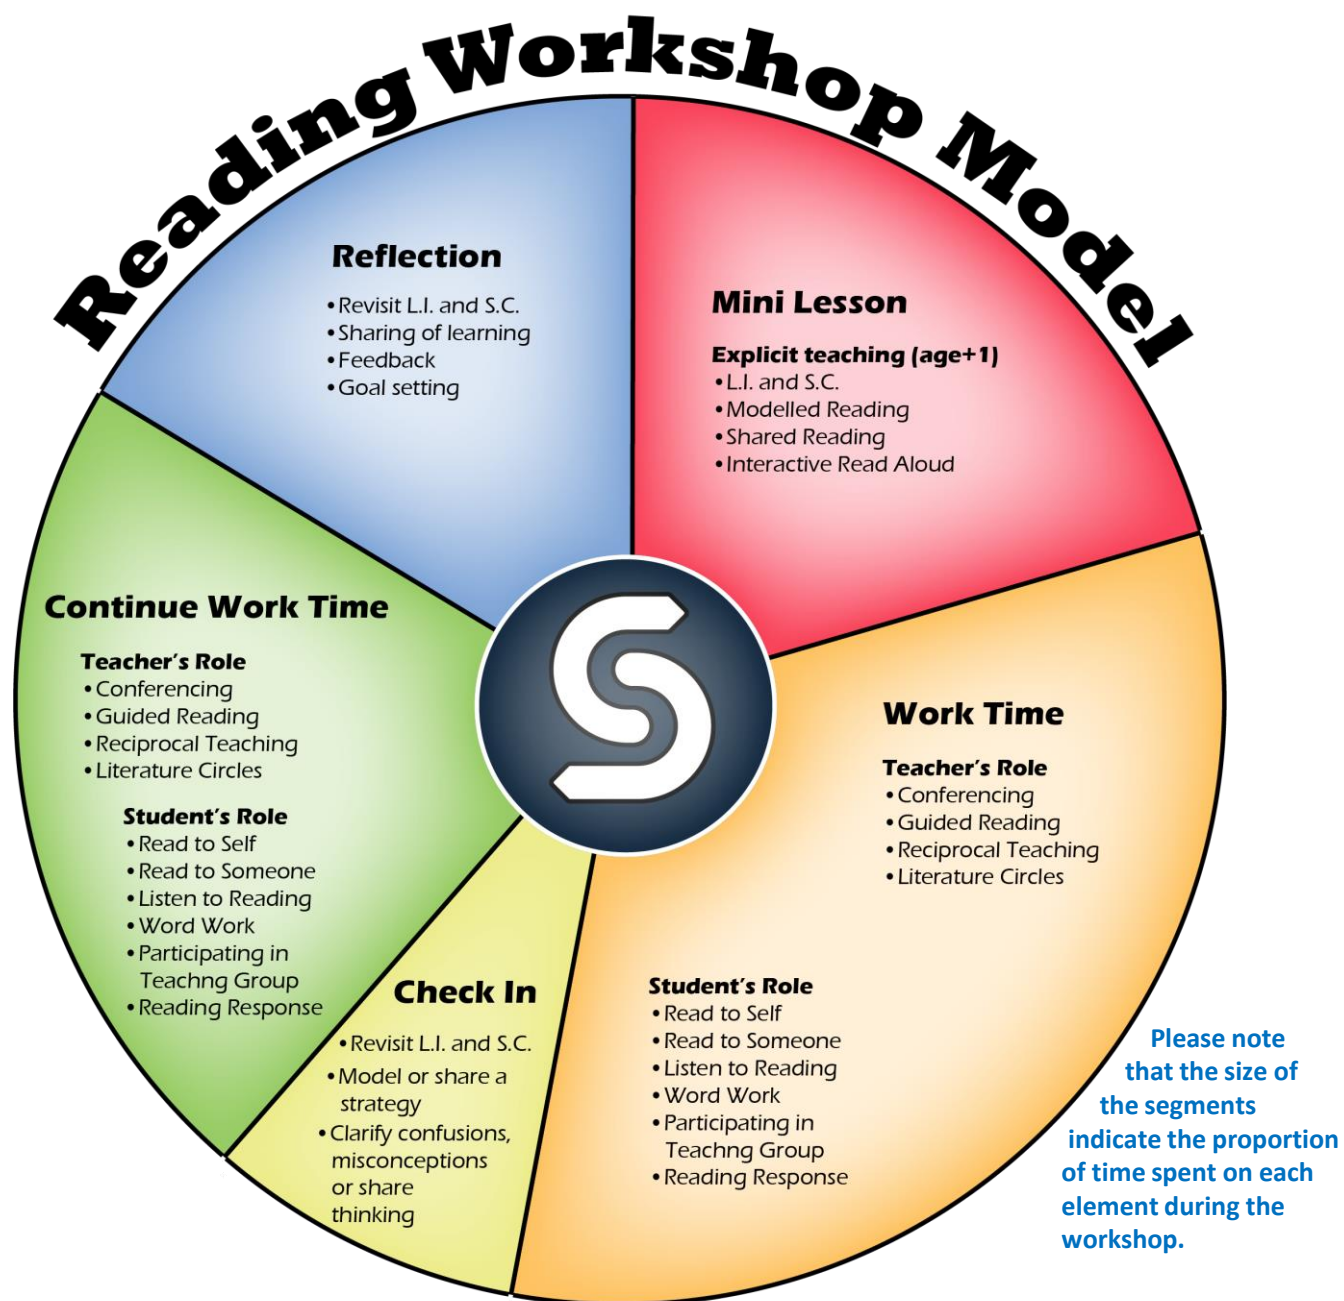 Reading Workshop Model
Mini Lesson
Explicit teaching (age+1)
•L.I. and S.C.
•Modelled Reading
•Shared Reading
•Interactive Read Aloud
Work Time
Teacher's Role
•Conferencing
•Guided Reading
•Reciprocal Teaching
•Literature Circles
Student's Role
•Read to Self
•Read to Someone
•Listen to Reading
•Word Work
•Participating in
Teachng Group
•Reading Response
Check In
•Revisit L.I. and S.C.
•Model or share a
strategy
•Clarify confusions,
misconceptions
or share
thinking
Continue Work Time
Teacher's Role
•Conferencing
•Guided Reading
•Reciprocal Teaching
•Literature Circles
Student's Role
•Read to Self
•Read to Someone
•Listen to Reading
•Word Work
•Participating in
Teachng Group
•Reading Response
Reflection
•Revisit L.I. and S.C.
•Sharing of learning
•Feedback
•Goal setting
Please note
that the size of
the segments
indicate the proportion
of time spent on each
element during the
workshop.